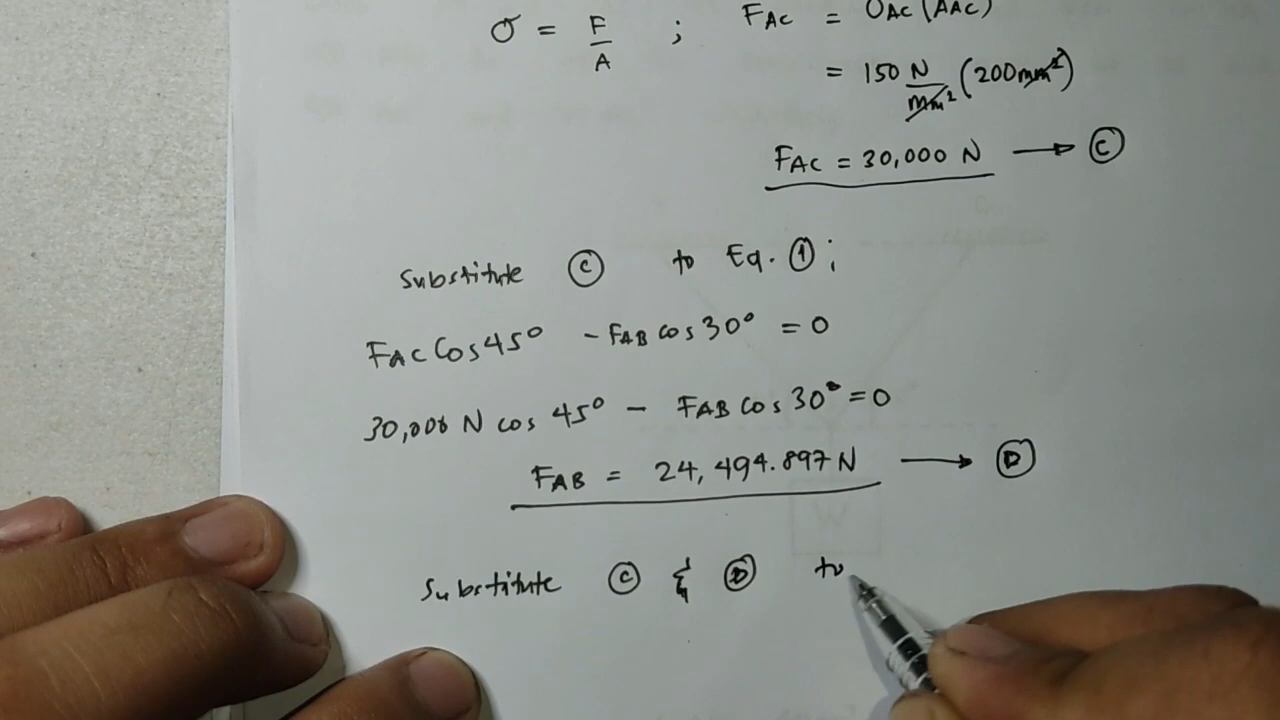 σ = F/A ; FAC = σAC (AAC)
= 150 N/mm² (200mm²)
FAC = 30,000 N → Ⓒ
Substitute Ⓒ to Eq. ①;
FAC Cos 45° - FAB cos 30° = 0
30,000 N cos 45° - FAB cos 30° = 0
FAB = 24,494.897 N → Ⓓ
Substitute Ⓒ & Ⓓ to